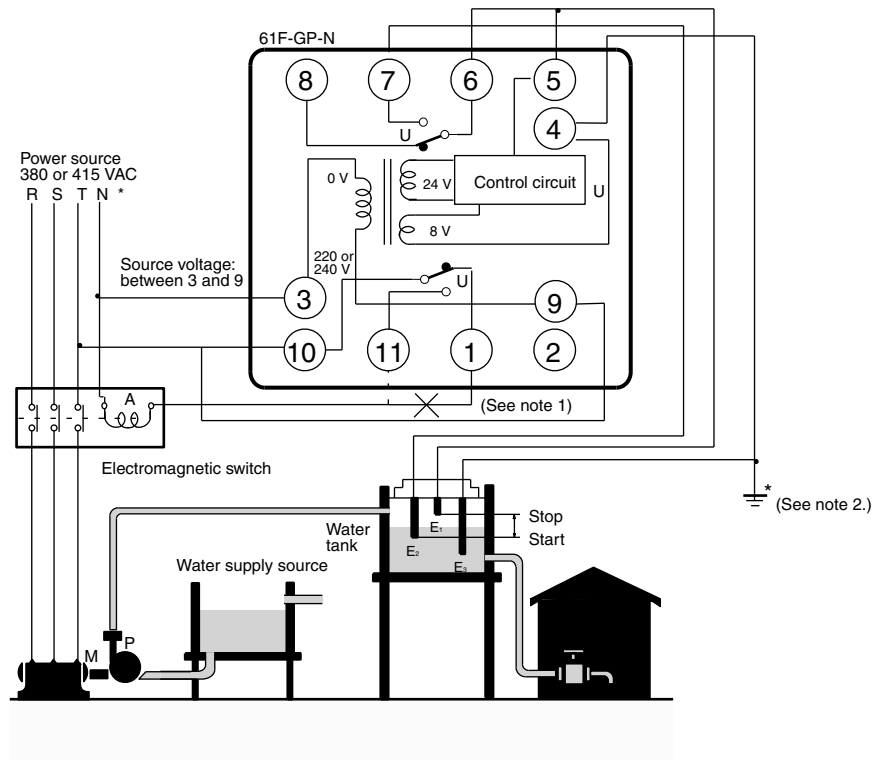 61F-GP-N
8
7
6
5
4
U
Power source
380 or 415 VAC
R S T N *
0 V
24 V
Control circuit
U
8 V
Source voltage:
between 3 and 9
220 or
240 V
3
U
9
10
11
1
2
A
(See note 1)
Electromagnetic switch
* (See note 2.)
Water
tank
E₁
Stop
Start
E₂
E₃
Water supply source
M
P